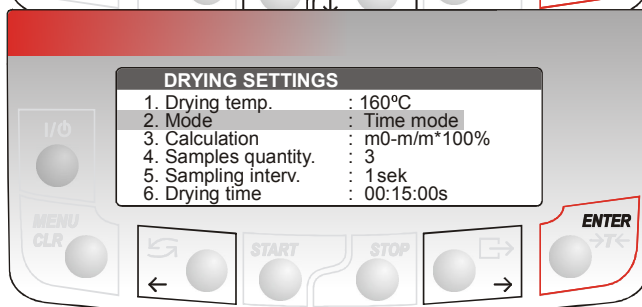 DRYING SETTINGS
1. Drying temp. : 160ºC
2. Mode : Time mode
3. Calculation : m0-m/m*100%
4. Samples quantity. : 3
5. Sampling interv. : 1sek
6. Drying time : 00:15:00s
I/⏻
MENU
CLR
START
STOP
ENTER
→T←